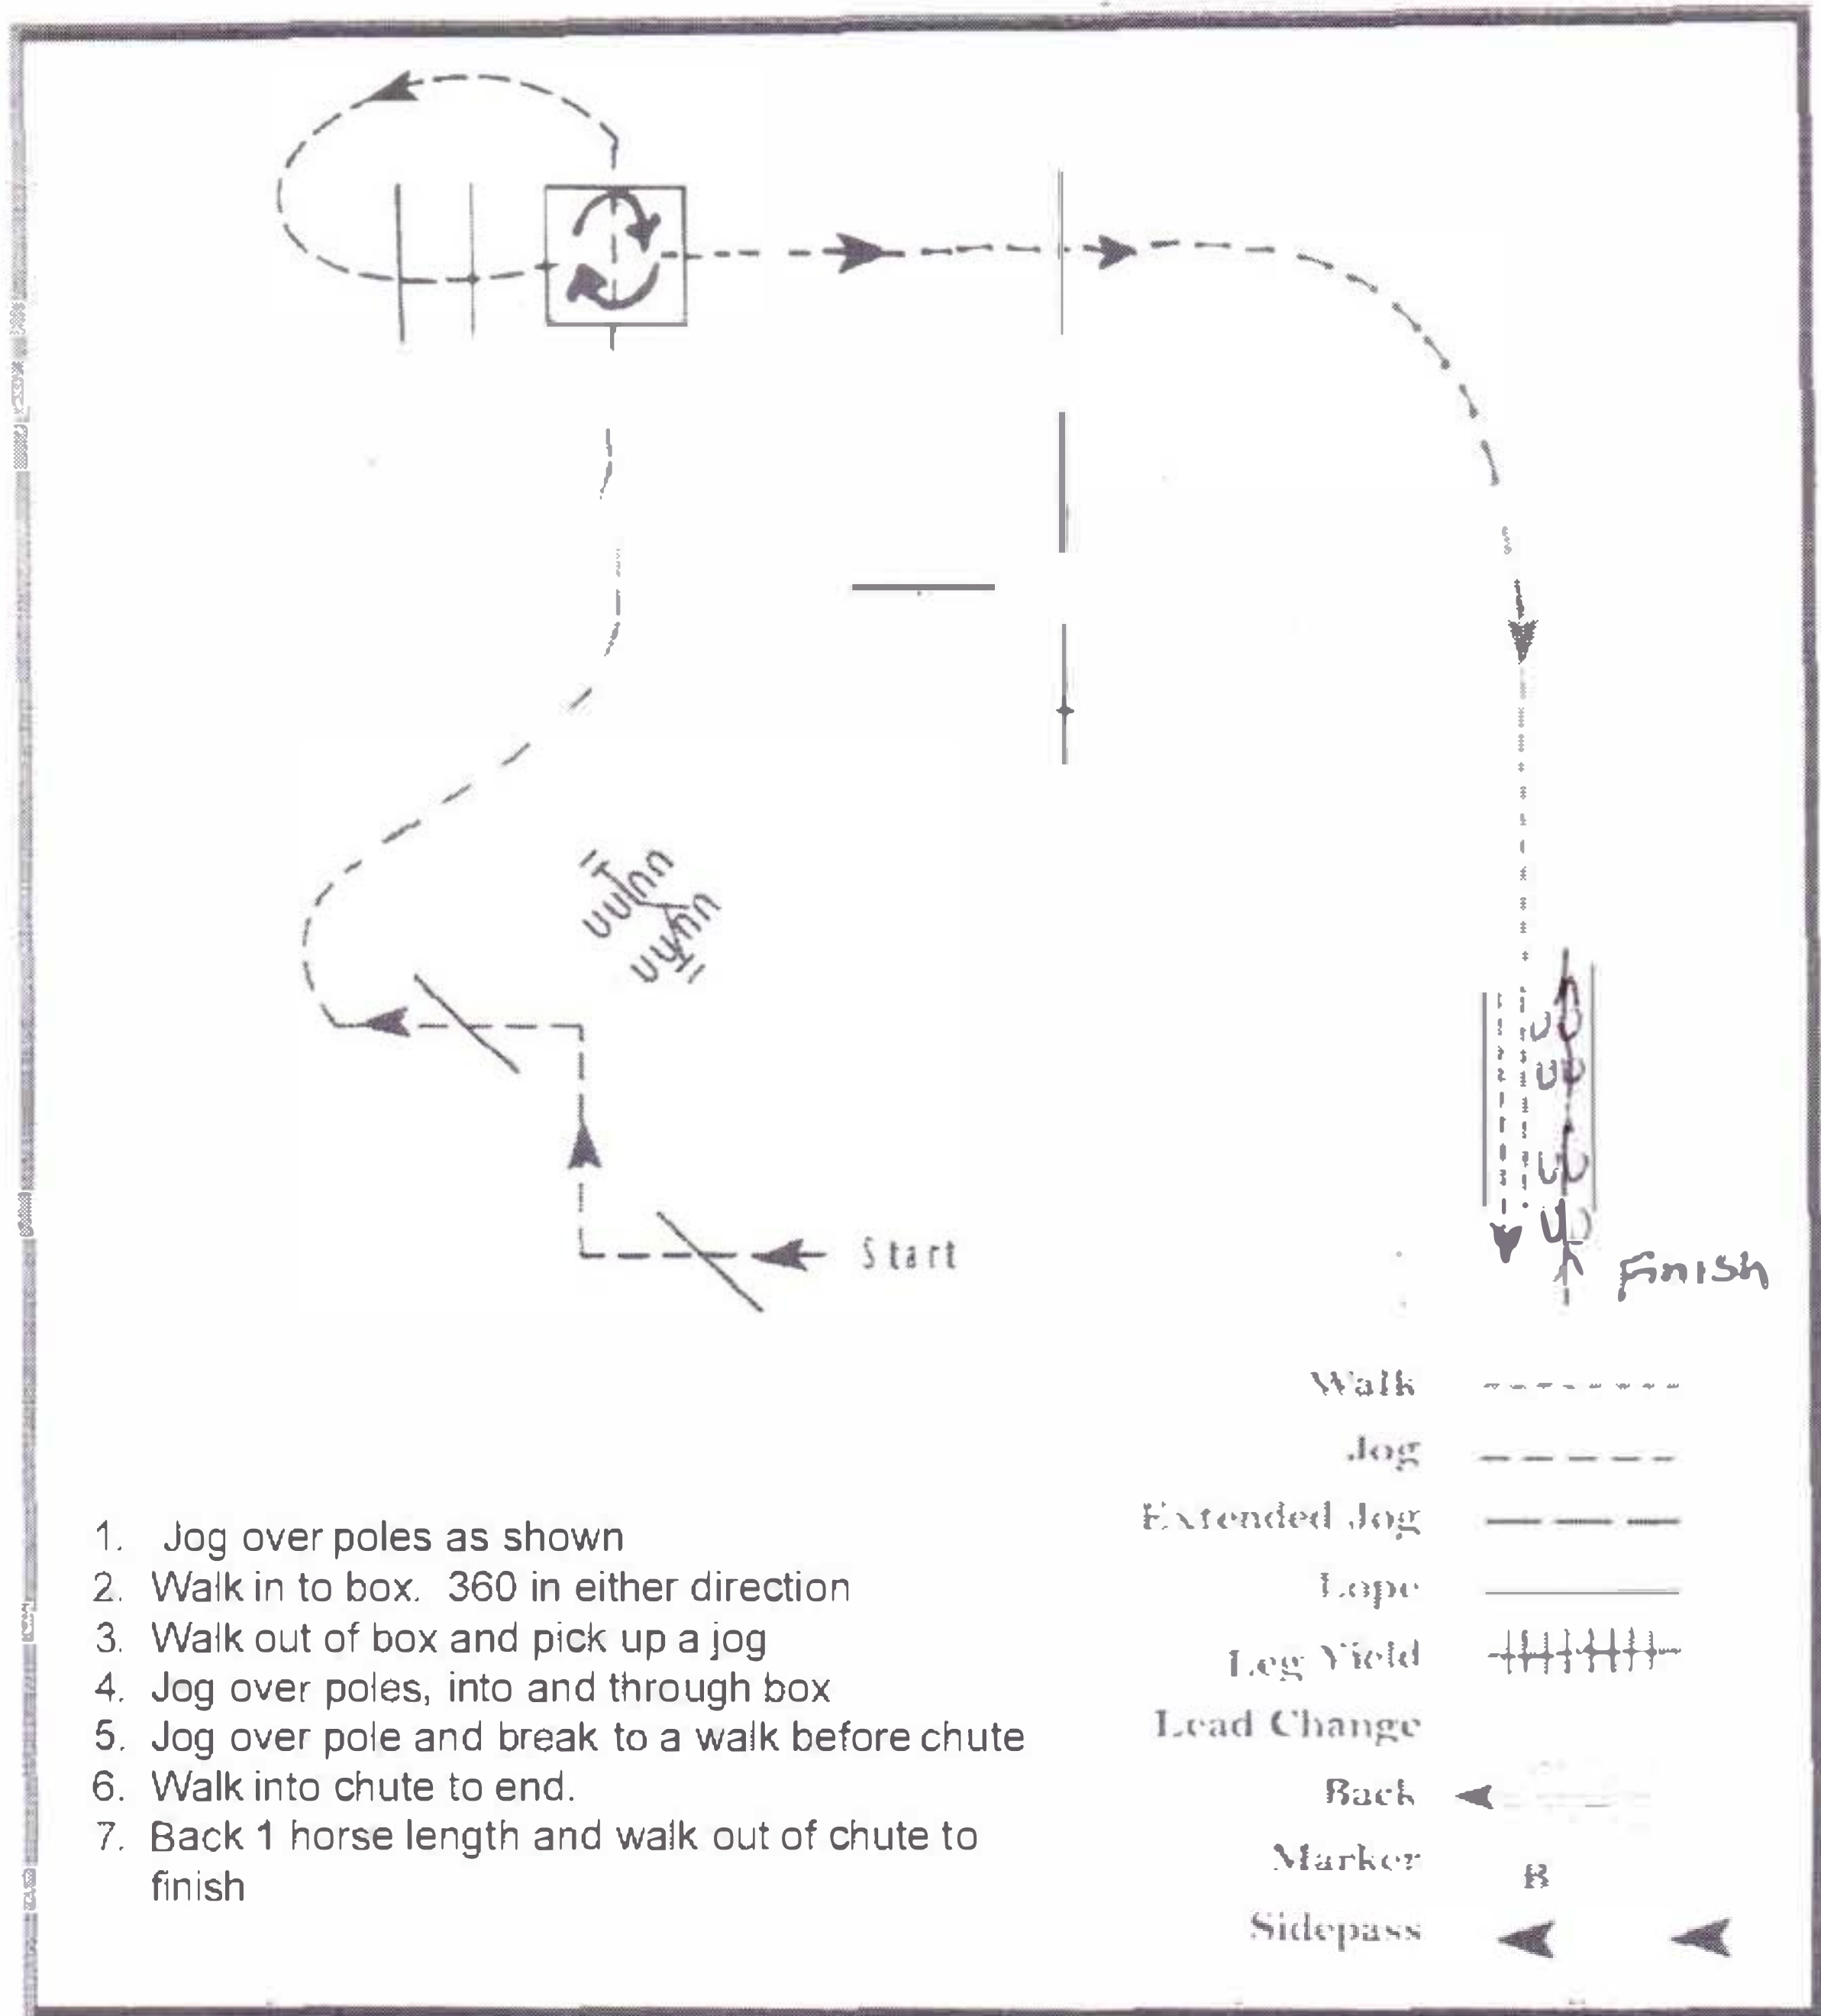 Start
Finish
Walk
Jog
Extended Jog
Lope
Leg Yield
Lead Change
Back
Marker B
Sidepass
1. Jog over poles as shown
2. Walk in to box. 360 in either direction
3. Walk out of box and pick up a jog
4. Jog over poles, into and through box
5. Jog over pole and break to a walk before chute
6. Walk into chute to end.
7. Back 1 horse length and walk out of chute to
finish